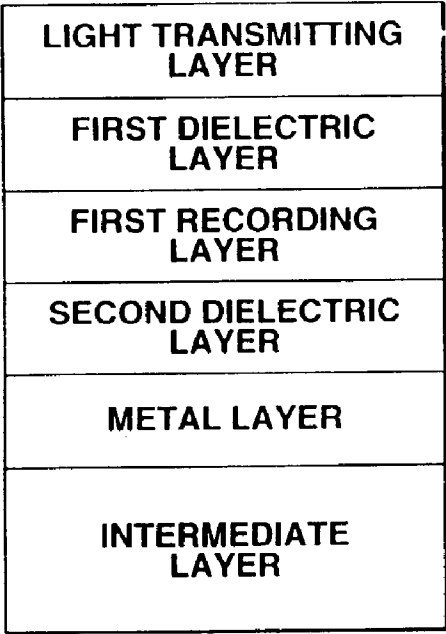 LIGHT TRANSMITTING
LAYER
FIRST DIELECTRIC
LAYER
FIRST RECORDING
LAYER
SECOND DIELECTRIC
LAYER
METAL LAYER
INTERMEDIATE
LAYER